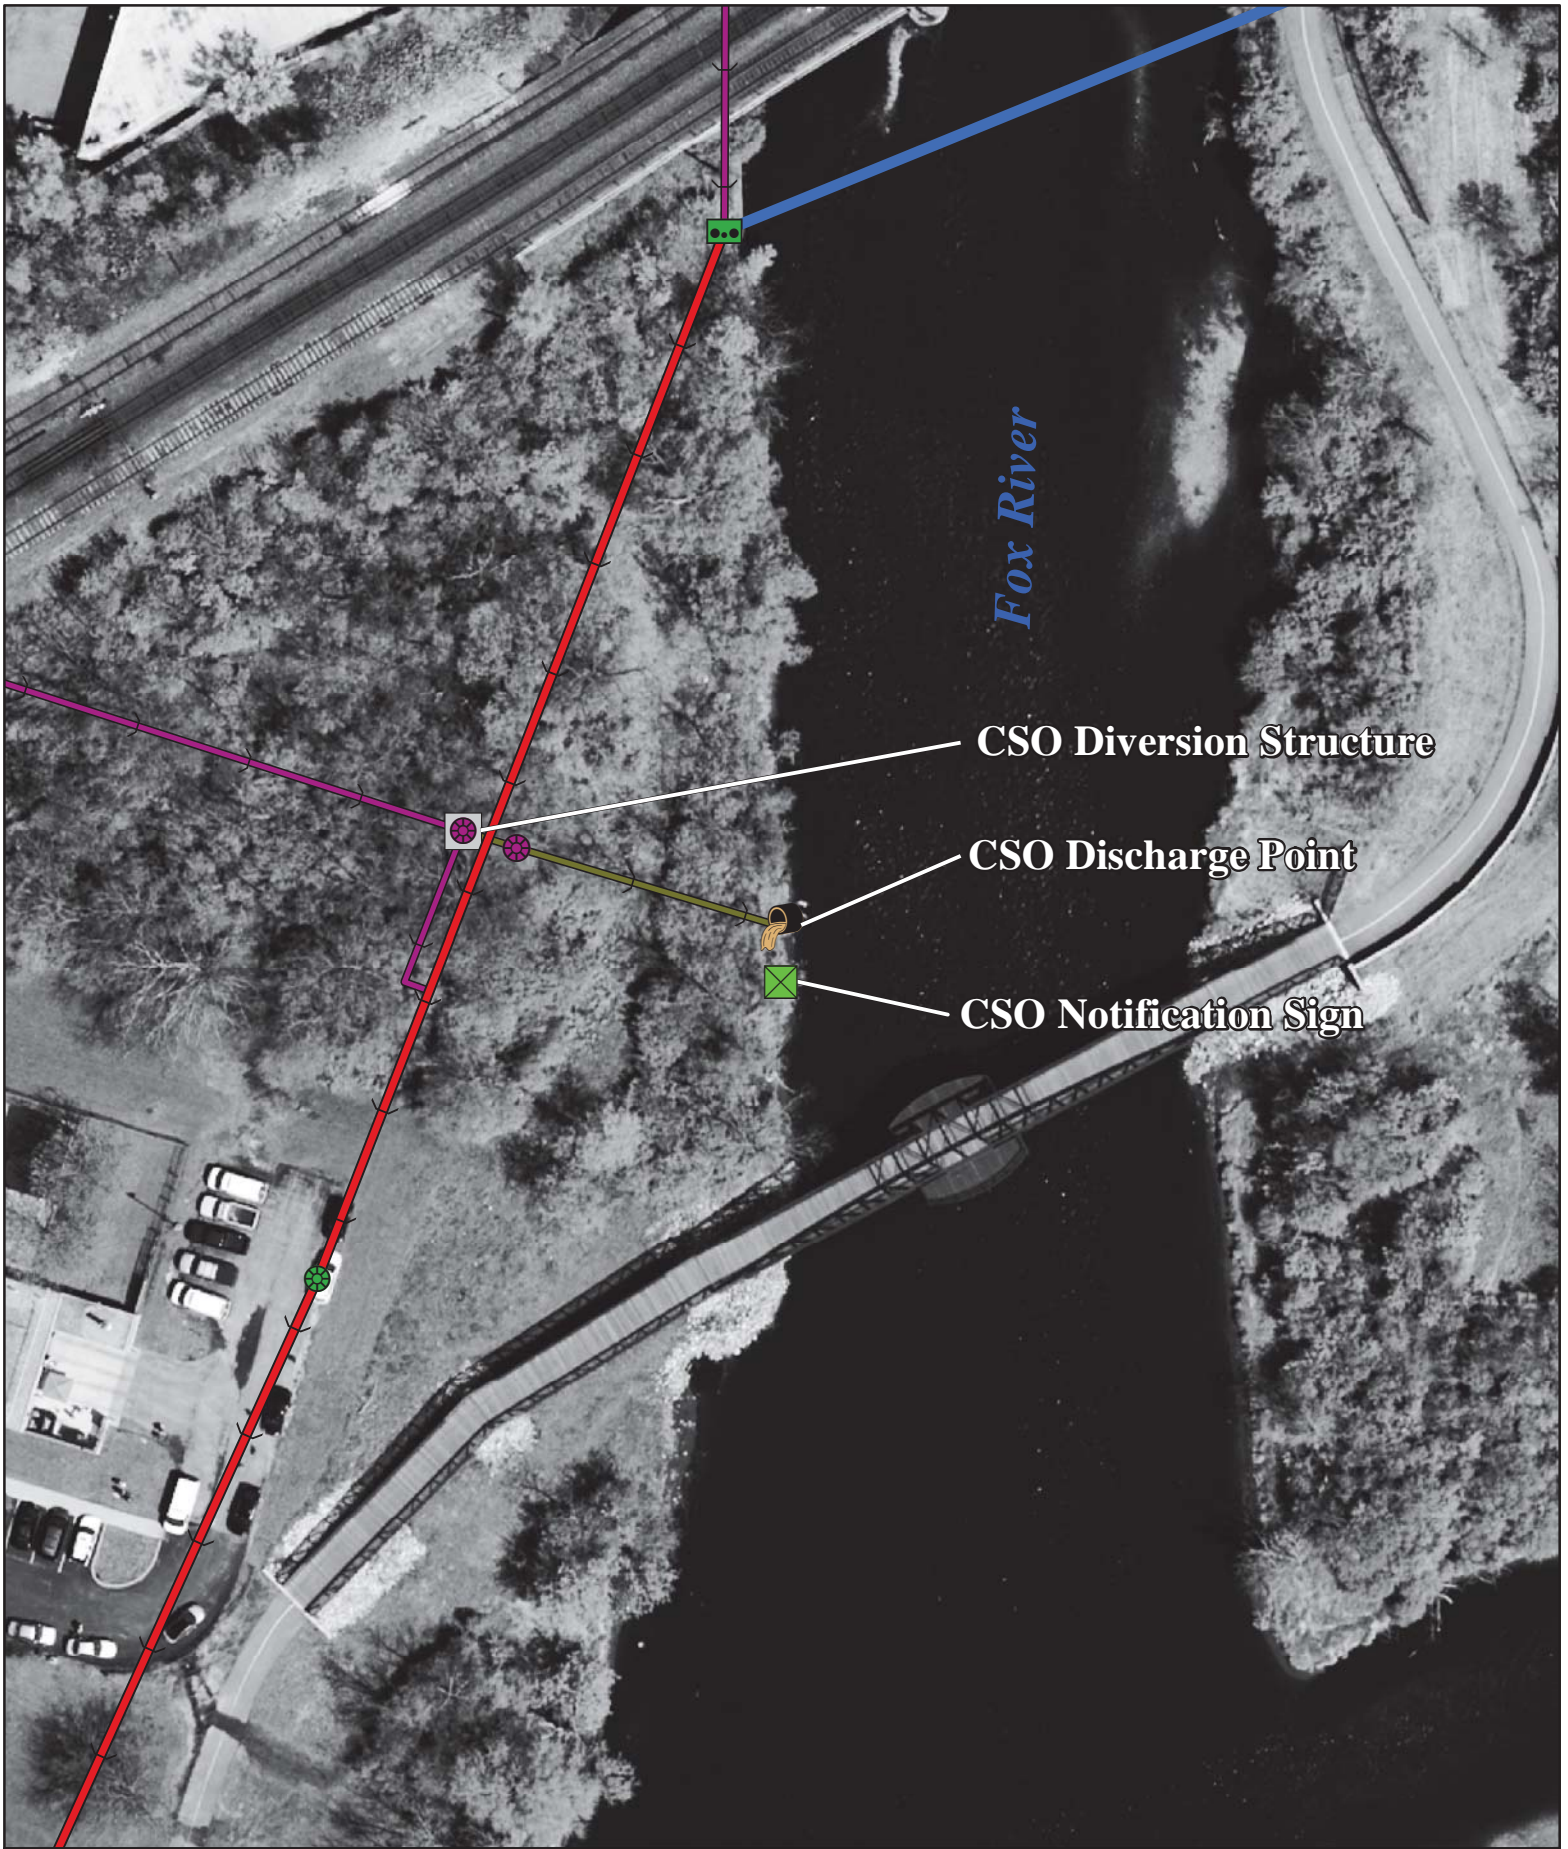 Fox River
CSO Diversion Structure
CSO Discharge Point
CSO Notification Sign